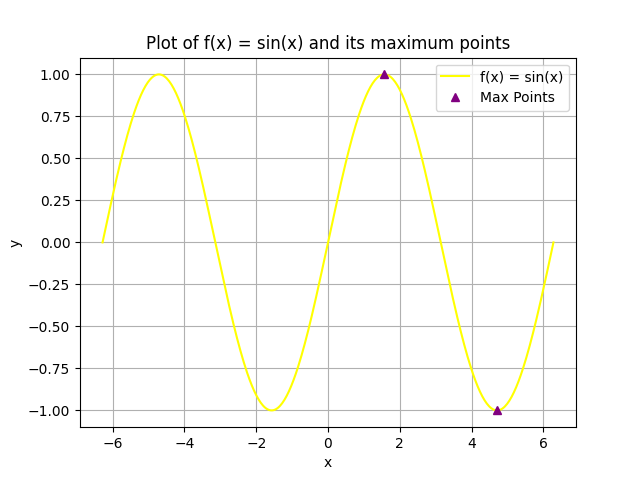 Plot of f(x) = sin(x) and its maximum points
f(x) = sin(x)
Max Points
1.00
0.75
0.50
0.25
0.00
−0.25
−0.50
−0.75
−1.00
y
−6 −4 −2 0 2 4 6
x